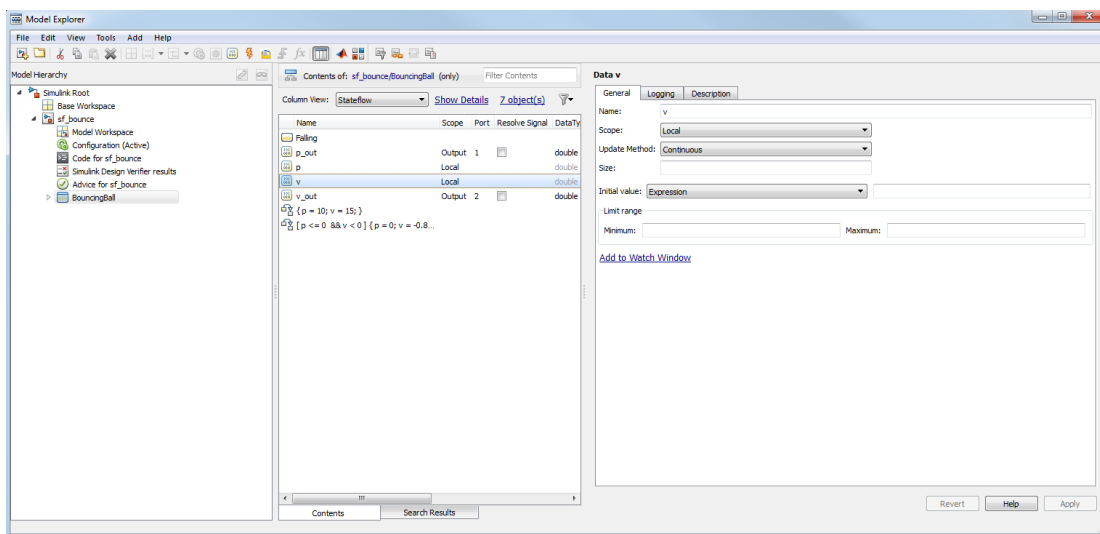 Model Explorer
File Edit View Tools Add Help
Model Hierarchy
Simulink Root
Base Workspace
sf_bounce
Model Workspace
Configuration (Active)
Code for sf_bounce
Simulink Design Verifier results
Advice for sf_bounce
BouncingBall
Contents of: sf_bounce/BouncingBall (only) Filter Contents
Column View: Stateflow Show Details 7 object(s)
Name Scope Port Resolve Signal DataTy
Falling
p_out Output 1 double
p Local double
v Local double
v_out Output 2 double
{ p = 10; v = 15; }
[ p <= 0 && v < 0 ] { p = 0; v = -0.8...
Contents Search Results
Data v
General Logging Description
Name: v
Scope: Local
Update Method: Continuous
Size:
Initial value: Expression
Limit range
Minimum: Maximum:
Add to Watch Window
Revert Help Apply